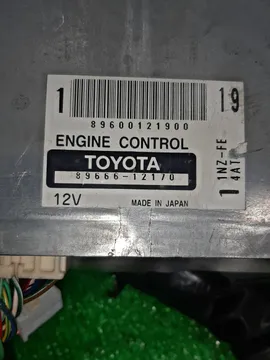 1
19
89600121900
ENGINE CONTROL
TOYOTA
89666-12170
12V
MADE IN JAPAN
1
1NZ-FE
4AT